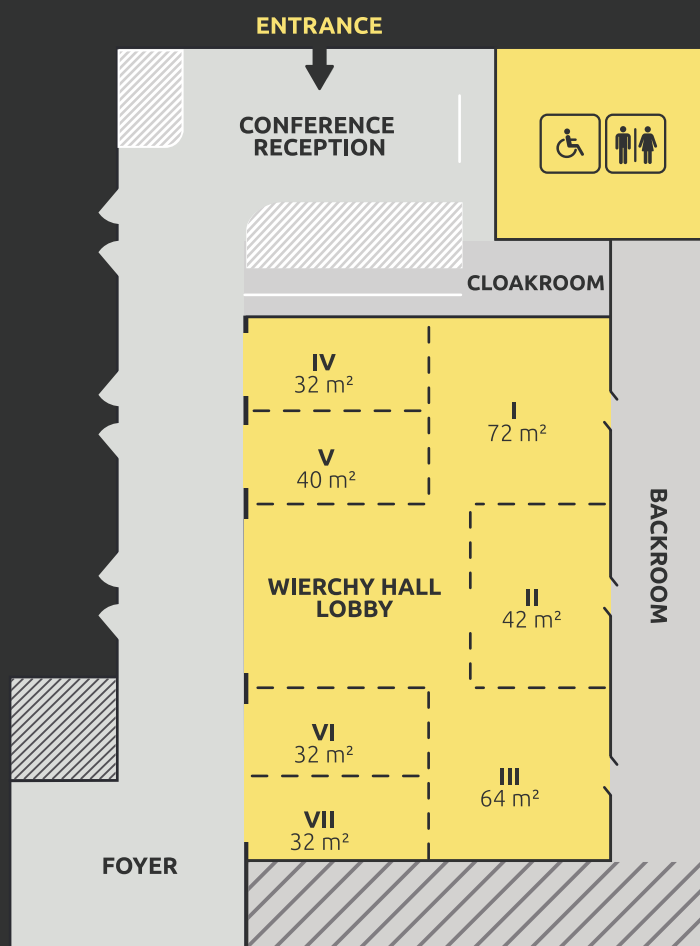 ENTRANCE
CONFERENCE
RECEPTION
CLOAKROOM
IV
32 m²
I
72 m²
V
40 m²
BACKROOM
WIERCHY HALL
LOBBY
II
42 m²
VI
32 m²
III
64 m²
VII
32 m²
FOYER